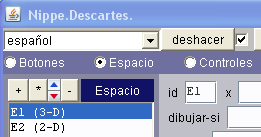 Nippe.Descartes.
español deshacer
Botones Espacio Controles
+ * - Espacio id E1 x
E1 (3-D) dibujar-si
E2 (2-D)